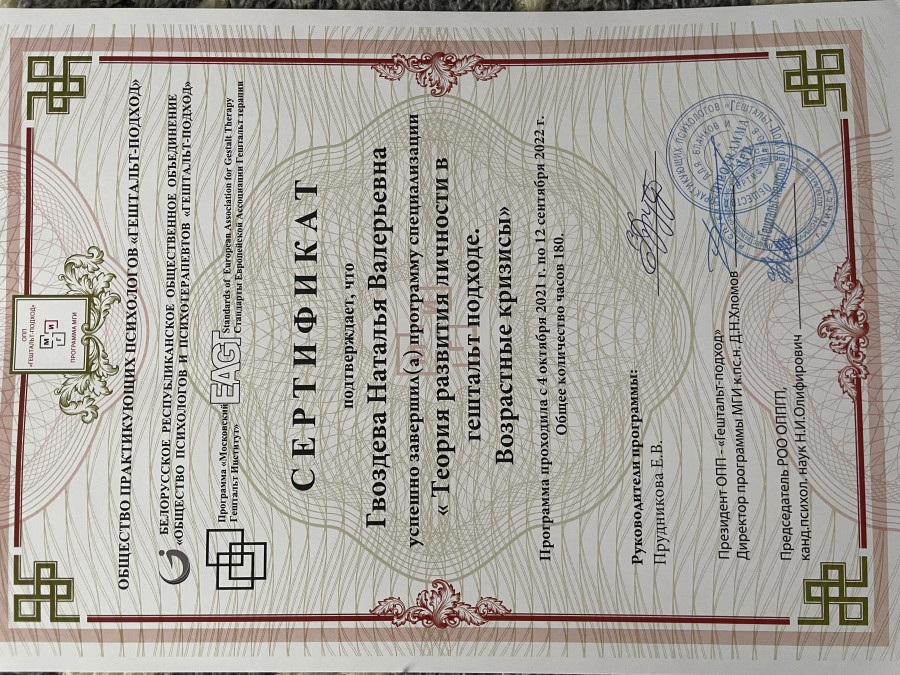 ОПП
«ГЕШТАЛЬТ-ПОДХОД»
М И
Г
ПРОГРАММА МГИ
ОБЩЕСТВО ПРАКТИКУЮЩИХ ПСИХОЛОГОВ «ГЕШТАЛЬТ-ПОДХОД»
БЕЛОРУССКОЕ РЕСПУБЛИКАНСКОЕ ОБЩЕСТВЕННОЕ ОБЪЕДИНЕНИЕ
«ОБЩЕСТВО ПСИХОЛОГОВ И ПСИХОТЕРАПЕВТОВ «ГЕШТАЛЬТ-ПОДХОД»
Программа «Московский
Гештальт Институт»
EAGT
Standards of European Association for Gestalt Therapy
Стандарты Европейской Ассоциации Гештальт терапии
СЕРТИФИКАТ
подтверждает, что
Гвоздева Наталья Валерьевна
успешно завершил(а) программу специализации
« Теория развития личности в
гештальт подходе.
Возрастные кризисы»
Программа проходила с 4 октября 2021 г. по 12 сентября 2022 г.
Общее количество часов 180.
Руководители программы:
Прудникова Е.В.
Президент ОПП - «Гештальт-подход»
Директор программы МГИ к.пс.н. Д.Н.Хломов
Председатель РОО ОППГП,
канд.психол. наук Н.И.Олифирович